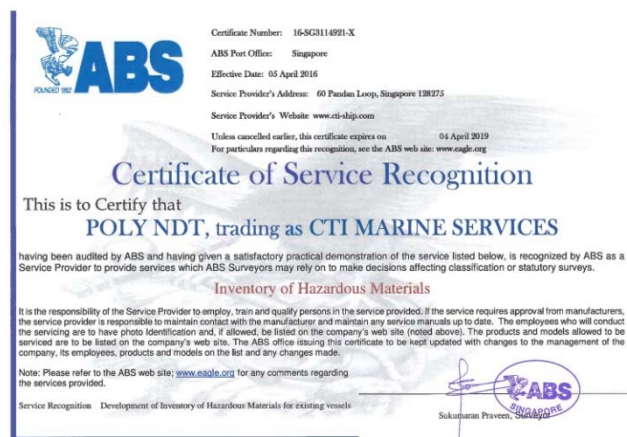 ABS
FOUNDED 1862
Certificate Number: 16-SG3114921-X
ABS Port Office: Singapore
Effective Date: 05 April 2016
Service Provider's Address: 60 Pandan Loop, Singapore 128275
Service Provider's Website www.cti-ship.com
Unless cancelled earlier, this certificate expires on 04 April 2019
For particulars regarding this recognition, see the ABS web site: www.eagle.org
Certificate of Service Recognition
This is to Certify that
POLY NDT, trading as CTI MARINE SERVICES
having been audited by ABS and having given a satisfactory practical demonstration of the service listed below, is recognized by ABS as a
Service Provider to provide services which ABS Surveyors may rely on to make decisions affecting classification or statutory surveys.
Inventory of Hazardous Materials
It is the responsibility of the Service Provider to employ, train and qualify persons in the service provided. If the service requires approval from manufacturers,
the service provider is responsible to maintain contact with the manufacturer and maintain any service manuals up to date. The employees who will conduct
the servicing are to have photo Identification and, if allowed, be listed on the company's web site (noted above). The products and models allowed to be
serviced are to be listed on the company's web site. The ABS office issuing this certificate to be kept updated with changes to the management of the
company, its employees, products and models on the list and any changes made.
Note: Please refer to the ABS web site; www.eagle.org for any comments regarding
the services provided.
ABS
SINGAPORE
Service Recognition Development of Inventory of Hazardous Materials for existing vessels
Sukumaran Praveen, Surveyor